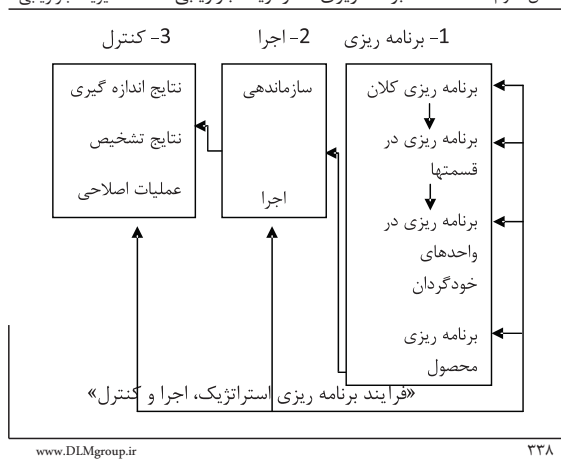 1- برنامه ریزی
2- اجرا
3- کنترل
برنامه ریزی کلان
برنامه ریزی در
قسمتها
برنامه ریزی در
واحدهای
خودگردان
برنامه ریزی
محصول
سازماندهی
اجرا
نتایج اندازه گیری
نتایج تشخیص
عملیات اصلاحی
«فرآیند برنامه ریزی استراتژیک، اجرا و کنترل»
www.DLMgroup.ir
۳۳۸